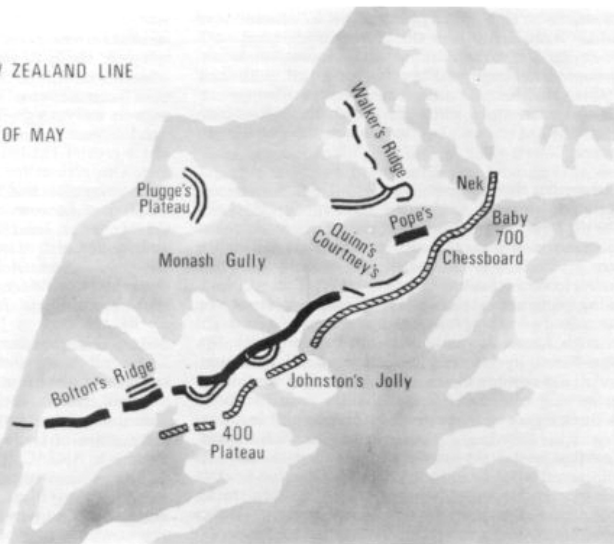 ZEALAND LINE
OF MAY
Walker's Ridge
Plugge's
Plateau
Nek
Pope's
Baby
700
Quinn's
Courtney's
Chessboard
Monash Gully
Johnston's Jolly
Bolton's Ridge
400
Plateau